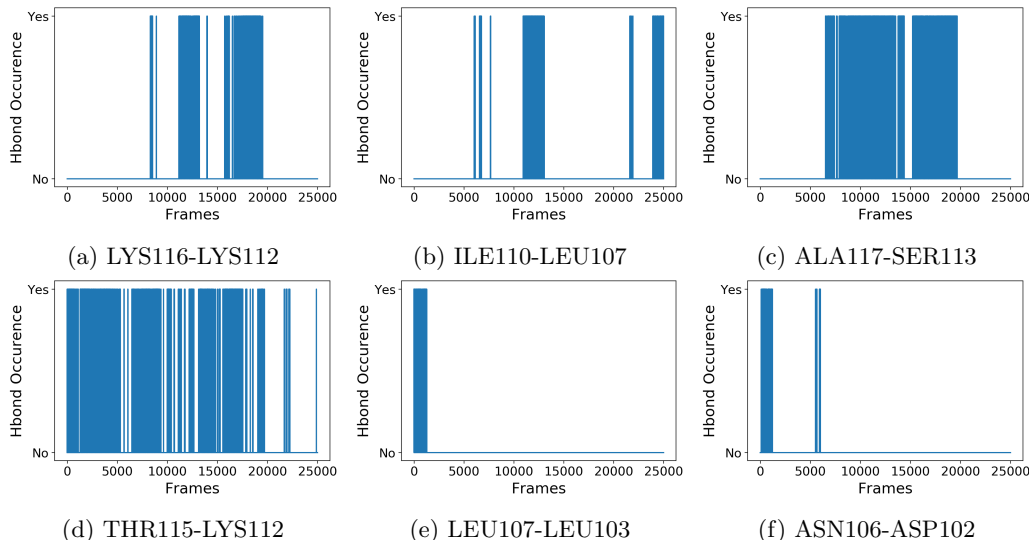 Yes
Hbond Occurence
No
0 5000 10000 15000 20000 25000
Frames
(a) LYS116-LYS112
Yes
Hbond Occurence
No
0 5000 10000 15000 20000 25000
Frames
(b) ILE110-LEU107
Yes
Hbond Occurence
No
0 5000 10000 15000 20000 25000
Frames
(c) ALA117-SER113
Yes
Hbond Occurence
No
0 5000 10000 15000 20000 25000
Frames
(d) THR115-LYS112
Yes
Hbond Occurence
No
0 5000 10000 15000 20000 25000
Frames
(e) LEU107-LEU103
Yes
Hbond Occurence
No
0 5000 10000 15000 20000 25000
Frames
(f) ASN106-ASP102